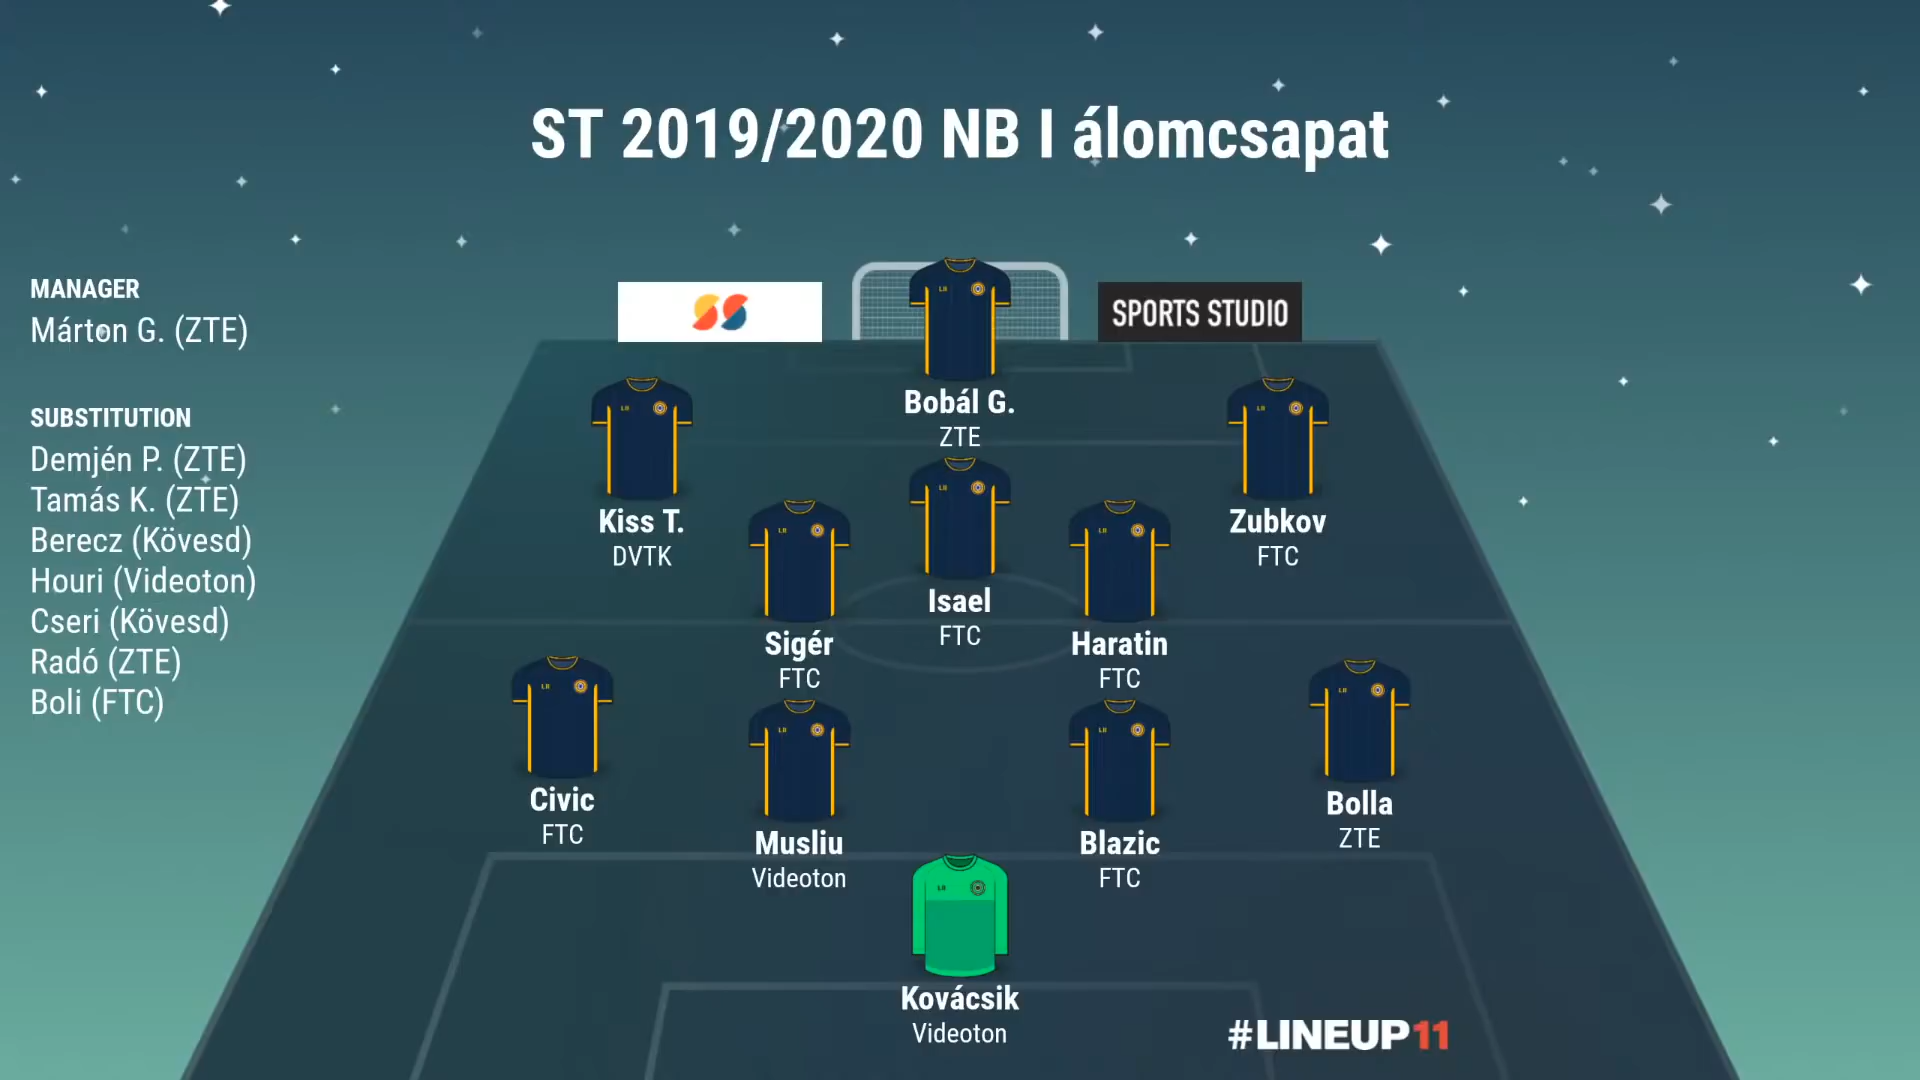 ST 2019/2020 NB I álomcsapat
MANAGER
Márton G. (ZTE)
SUBSTITUTION
Demjén P. (ZTE)
Tamás K. (ZTE)
Berecz (Kövesd)
Houri (Videoton)
Cseri (Kövesd)
Radó (ZTE)
Boli (FTC)
SPORTS STUDIO
Bobál G.
ZTE
Kiss T.
DVTK
Zubkov
FTC
Isael
FTC
Sigér
FTC
Haratin
FTC
Civic
FTC
Bolla
ZTE
Musliu
Videoton
Blazic
FTC
Kovácsik
Videoton
#LINEUP11